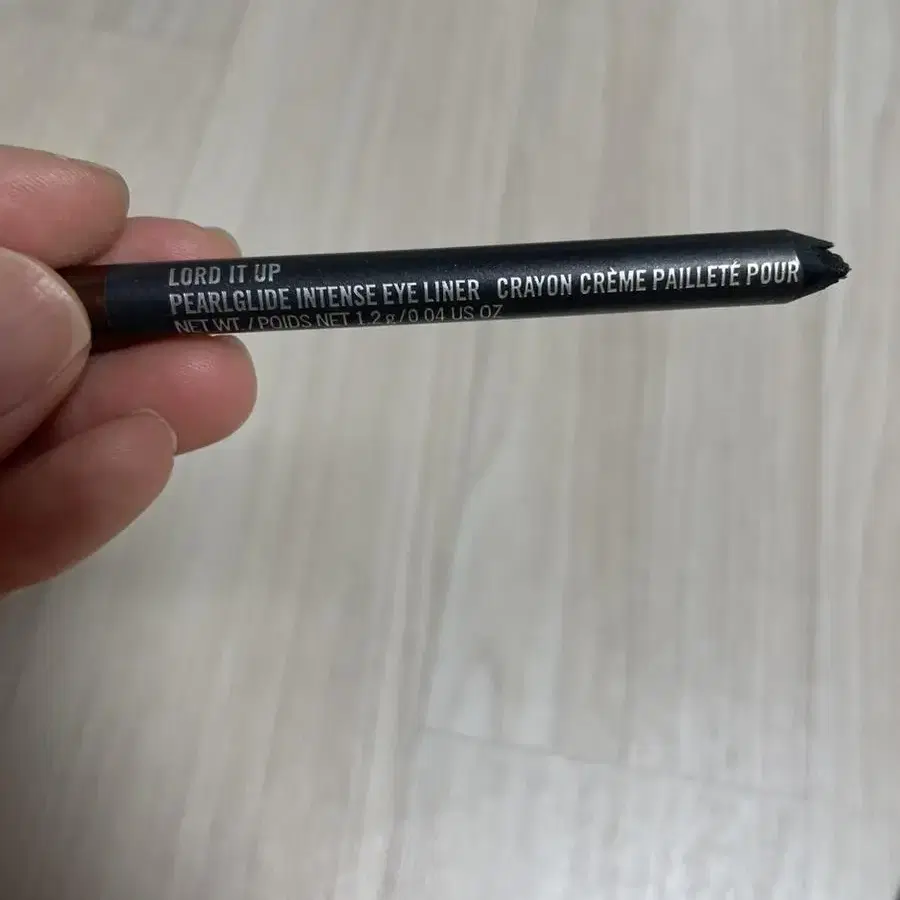 LORD IT UP
PEARLGLIDE INTENSE EYE LINER CRAYON CRÈME PAILLETÉ POUR
NET WT. / POIDS NET 1.2 g / 0.04 US OZ